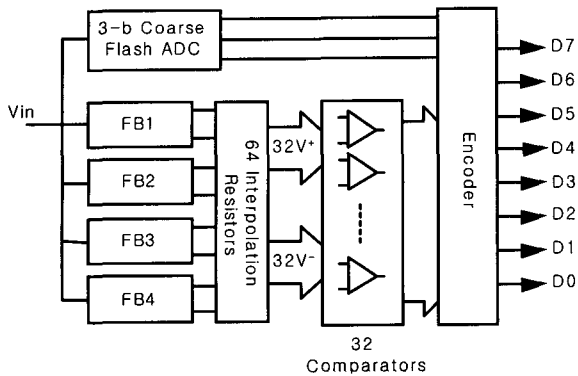 3-b Coarse
Flash ADC
Vin
FB1
FB2
FB3
FB4
64 Interpolation
Resistors
32V+
32V-
32
Comparators
Encoder
D7
D6
D5
D4
D3
D2
D1
D0